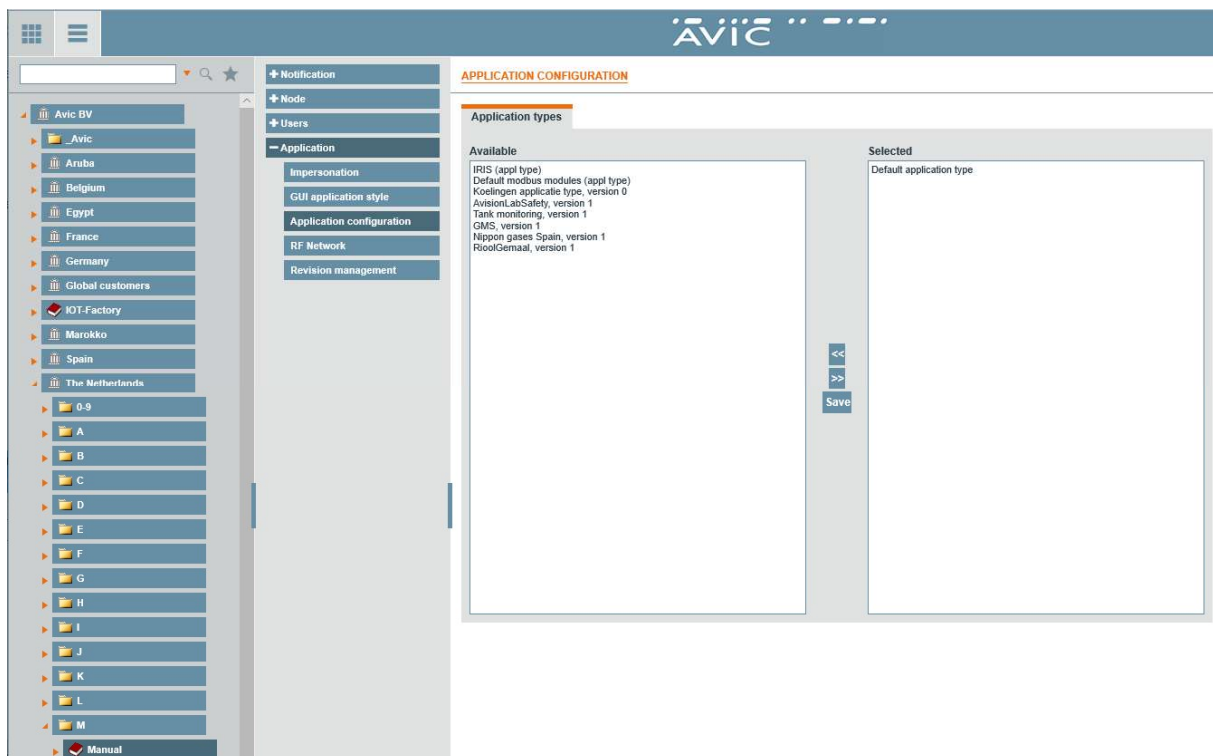 AVIC
Avic BV
_Avic
Aruba
Belgium
Egypt
France
Germany
Global customers
IOT-Factory
Marokko
Spain
The Netherlands
0-9
A
B
C
D
E
F
G
H
I
J
K
L
M
Manual
Notification
Node
Users
Application
Impersonation
GUI application style
Application configuration
RF Network
Revision management
APPLICATION CONFIGURATION
Application types
Available
IRIS (appl type)
Default modbus modules (appl type)
Koelingen applicatie type, version 0
AvisionLabSafety, version 1
Tank monitoring, version 1
GMS, version 1
Nippon gases Spain, version 1
RioolGemaal, version 1
<<
>>
Save
Selected
Default application type